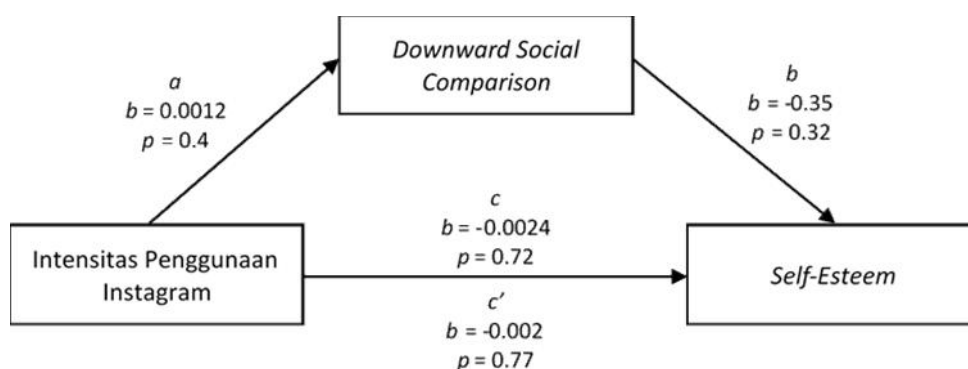 Downward Social
Comparison
a
b = 0.0012
p = 0.4
b
b = -0.35
p = 0.32
c
b = -0.0024
p = 0.72
Intensitas Penggunaan
Instagram
Self-Esteem
c'
b = -0.002
p = 0.77